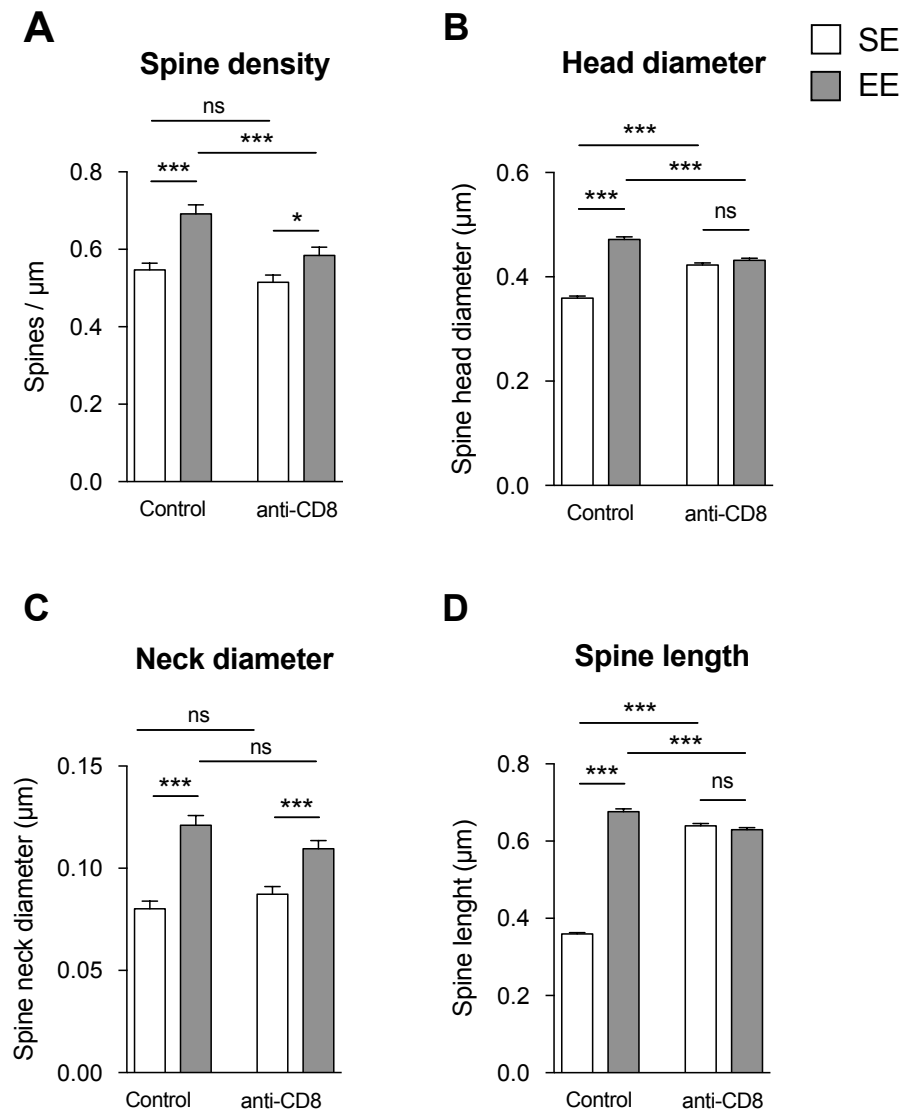 A
Spine density
ns
***
***
*
0.8
0.6
0.4
0.2
0.0
Spines / µm
Control
anti-CD8
B
Head diameter
SE
EE
***
***
***
ns
0.6
0.4
0.2
0.0
Spine head diameter (µm)
Control
anti-CD8
C
Neck diameter
ns
ns
***
***
0.15
0.10
0.05
0.00
Spine neck diameter (µm)
Control
anti-CD8
D
Spine length
***
***
***
ns
0.8
0.6
0.4
0.2
0.0
Spine lenght (µm)
Control
anti-CD8